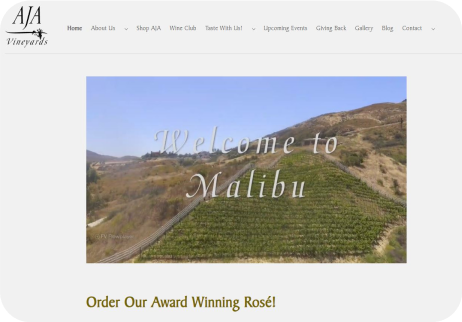 AJA
Vineyards
Home About Us Shop AJA Wine Club Taste With Us! Upcoming Events Giving Back Gallery Blog Contact
Welcome to
Malibu
Order Our Award Winning Rosé!